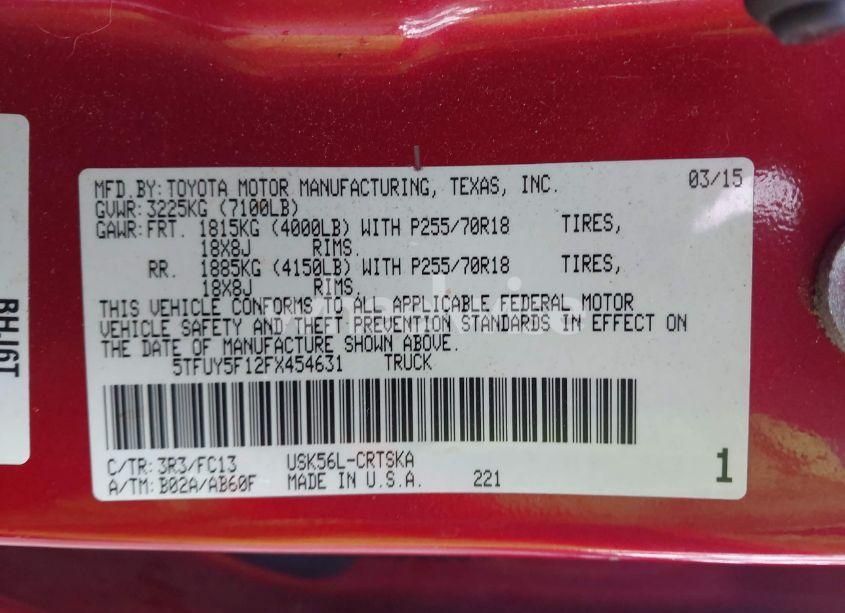 MFD.BY:TOYOTA MOTOR MANUFACTURING, TEXAS, INC. 03/15
GVWR:3225KG (7100LB)
GAWR:FRT. 1815KG (4000LB) WITH P255/70R18 TIRES,
18X8J RIMS.
RR. 1885KG (4150LB) WITH P255/70R18 TIRES,
18X8J RIMS.
THIS VEHICLE CONFORMS TO ALL APPLICABLE FEDERAL MOTOR
VEHICLE SAFETY AND THEFT PREVENTION STANDARDS IN EFFECT ON
THE DATE OF MANUFACTURE SHOWN ABOVE.
5TFUY5F12FX454631 TRUCK
C/TR:3R3/FC13 USK56L-CRTSKA
A/TM:B02A/AB60F MADE IN U.S.A. 221
1